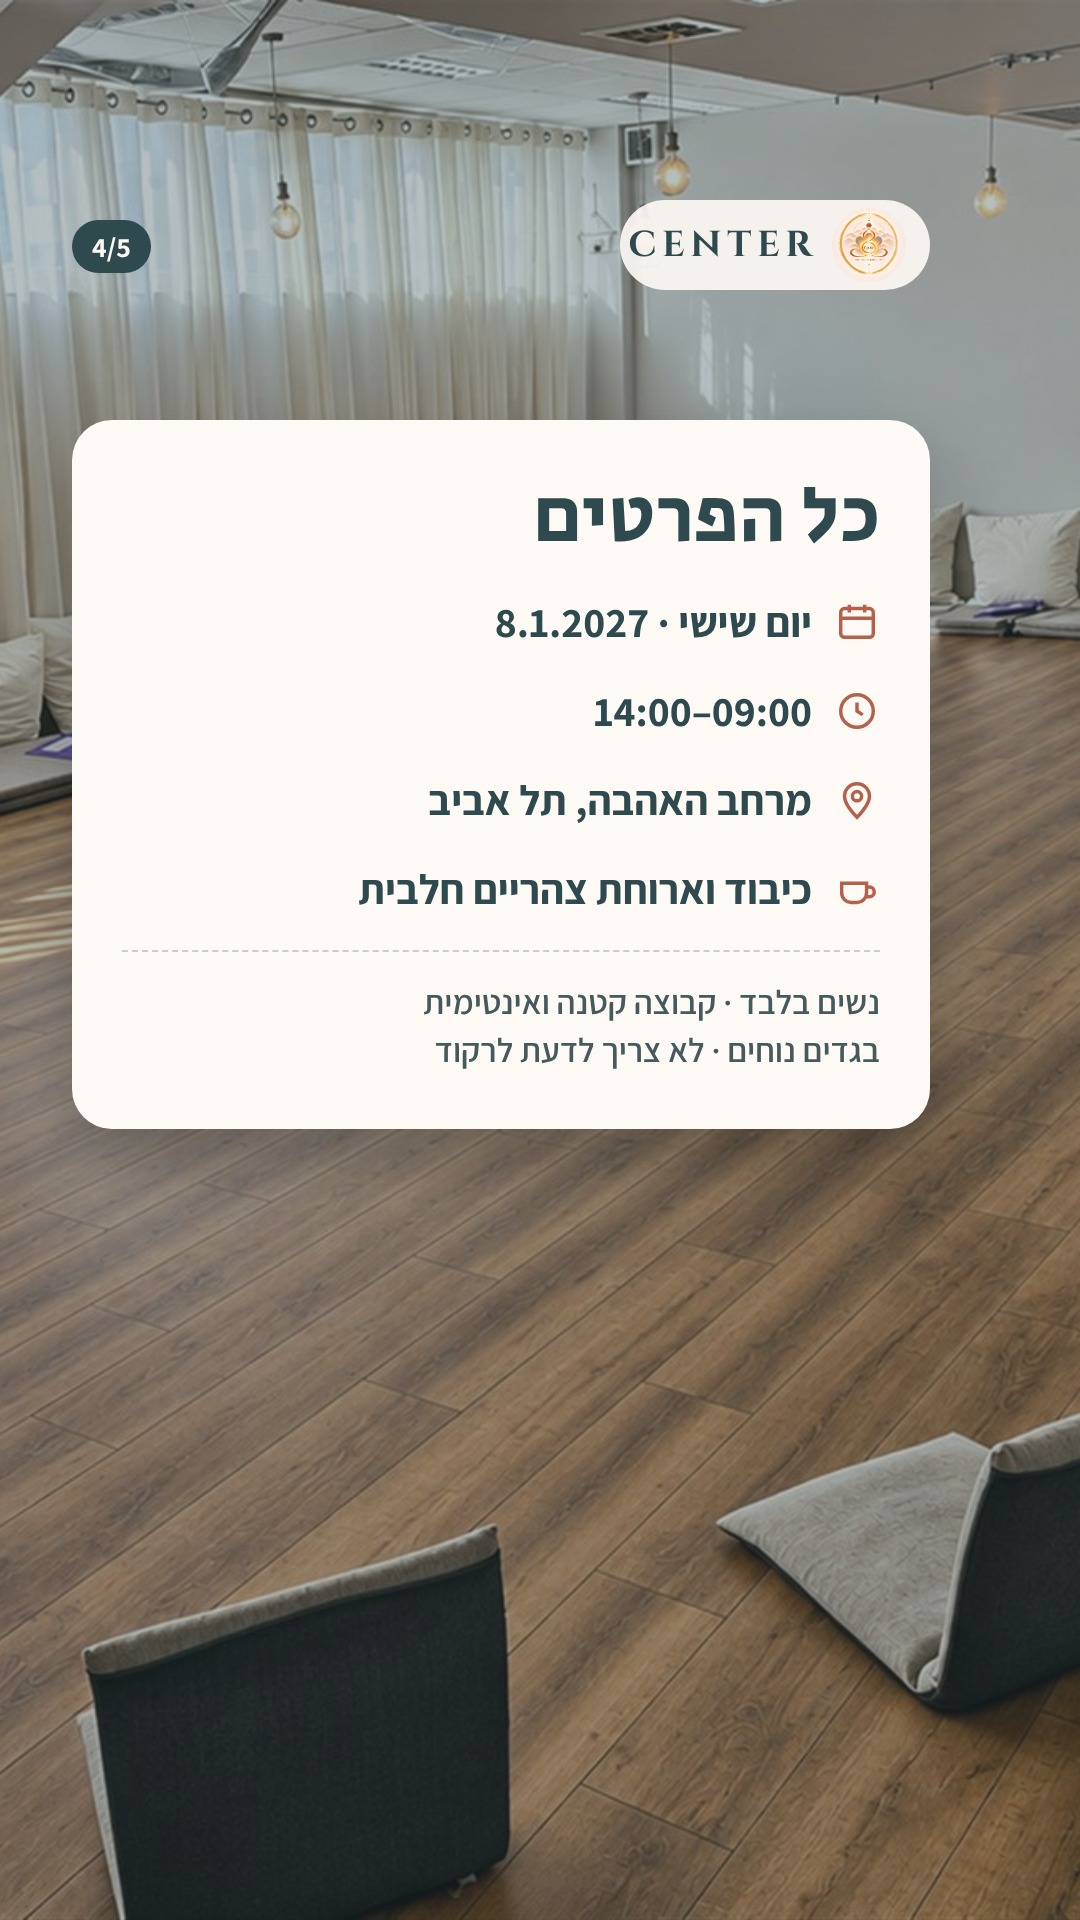 4/5
CENTER
כל הפרטים
יום שישי · 8.1.2027
14:00–09:00
מרחב האהבה, תל אביב
כיבוד וארוחת צהריים חלבית
נשים בלבד · קבוצה קטנה ואינטימית
בגדים נוחים · לא צריך לדעת לרקוד